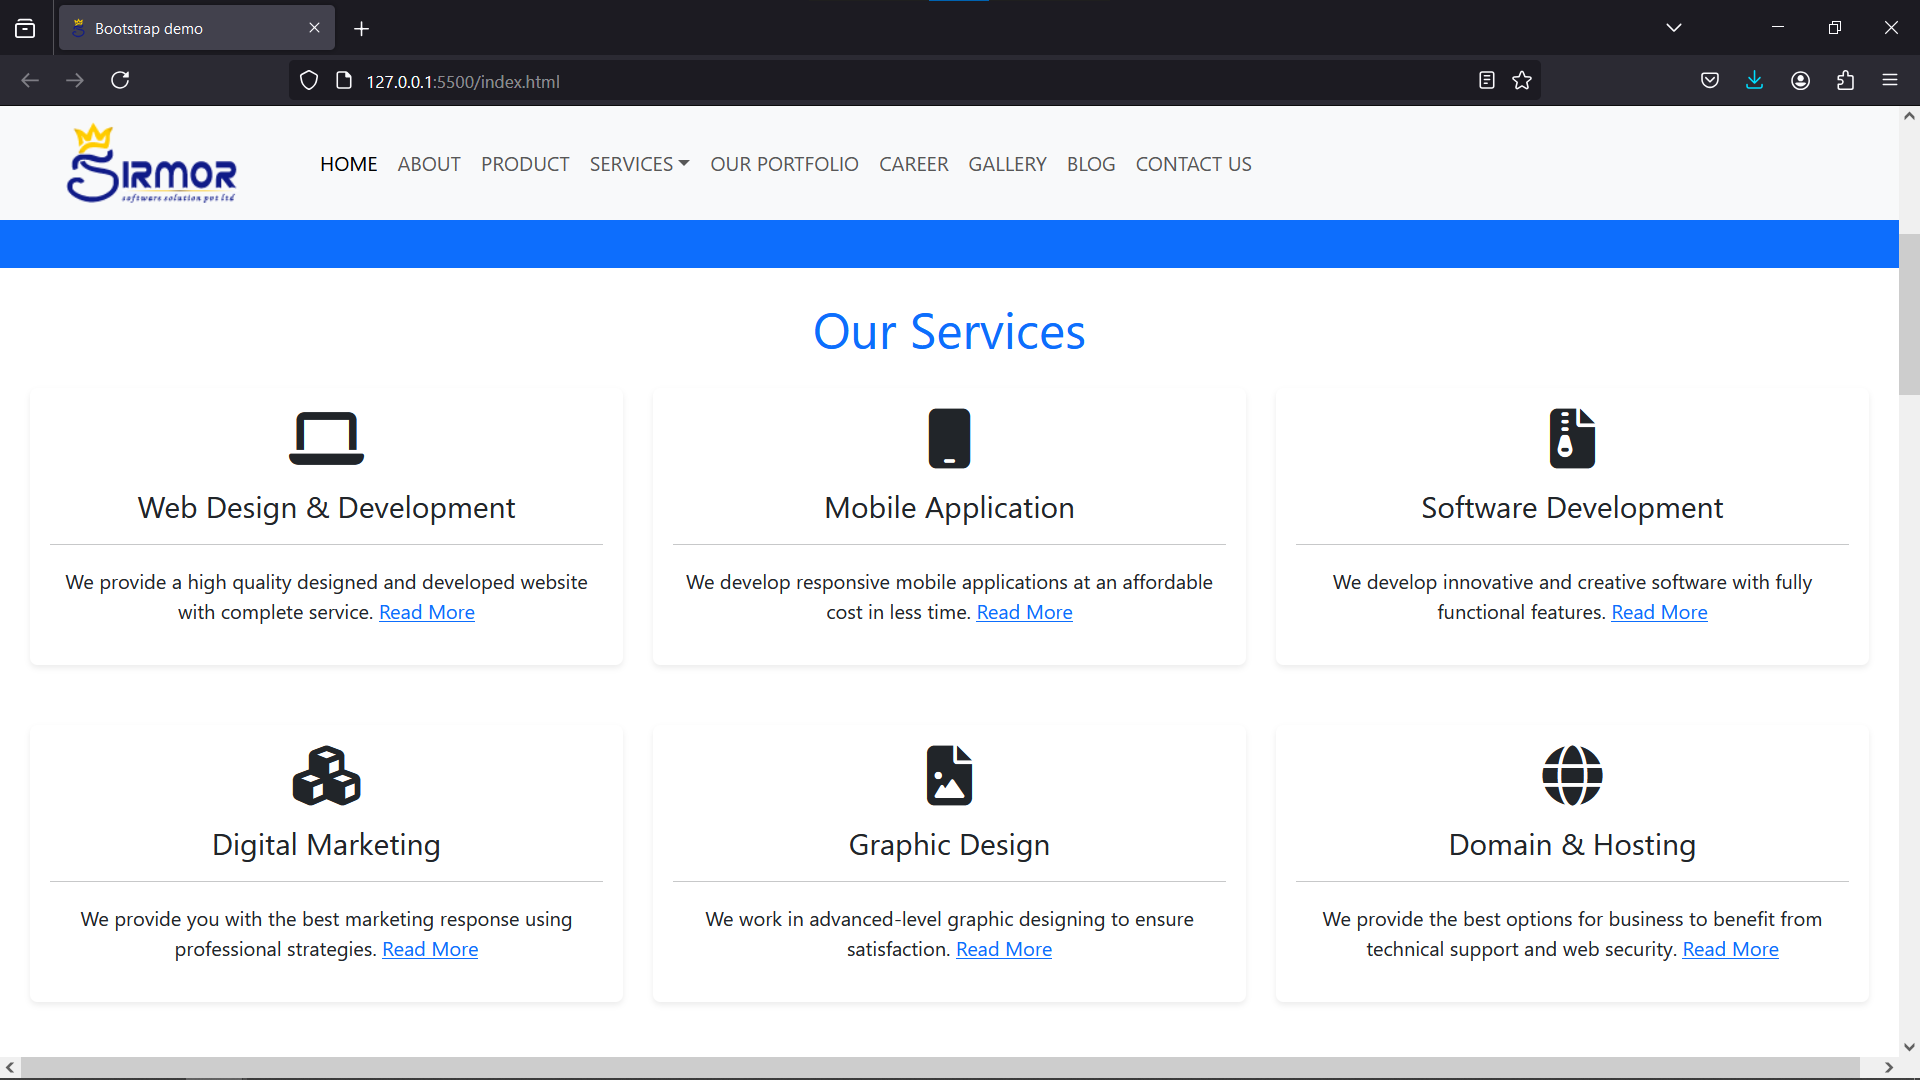 Bootstrap demo
127.0.0.1:5500/index.html
SIRMOR
software solution pvt ltd
HOME ABOUT PRODUCT SERVICES OUR PORTFOLIO CAREER GALLERY BLOG CONTACT US
Our Services
Web Design & Development
We provide a high quality designed and developed website
with complete service. Read More
Mobile Application
We develop responsive mobile applications at an affordable
cost in less time. Read More
Software Development
We develop innovative and creative software with fully
functional features. Read More
Digital Marketing
We provide you with the best marketing response using
professional strategies. Read More
Graphic Design
We work in advanced-level graphic designing to ensure
satisfaction. Read More
Domain & Hosting
We provide the best options for business to benefit from
technical support and web security. Read More